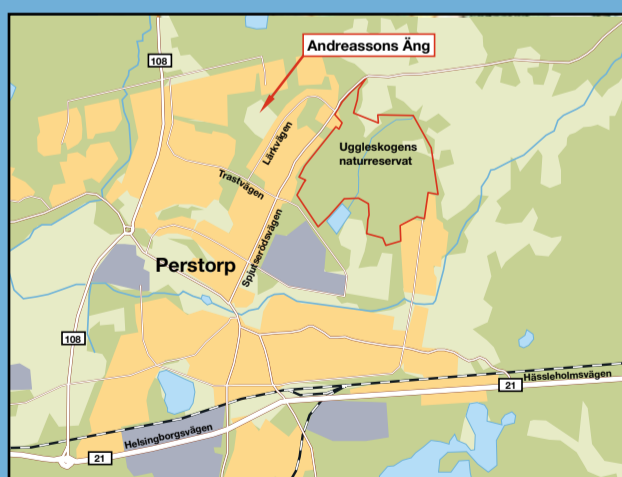 Andreassons Äng
108
Lärkvägen
Uggleskogens
naturreservat
Trastvägen
Spjutserödsvägen
Perstorp
108
Hässleholmsvägen
21
Helsingborgsvägen
21